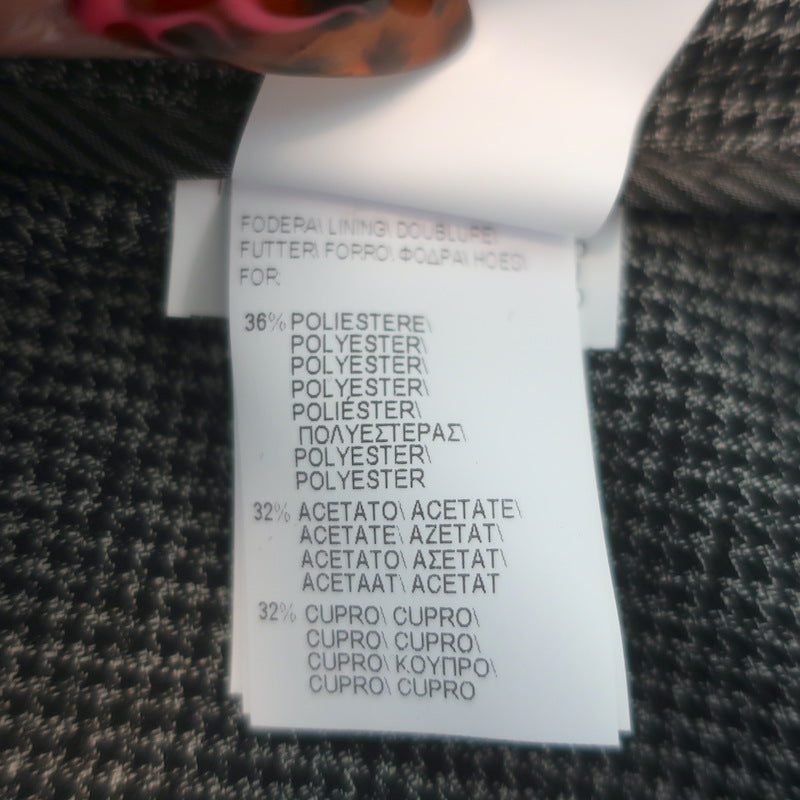 FODERA\ LINING\ DOUBLURE\
FUTTER\ FORRO\ ΦΟΔΡΑ\ HOES\
FOR:
36% POLIESTERE\
POLYESTER\
POLYESTER\
POLYESTER\
POLIÉSTER\
ΠΟΛΥΕΣΤΕΡΑΣ\
POLYESTER\
POLYESTER
32% ACETATO\ ACETATE\
ACETATE\ AZETAT\
ACETATO\ ΑΣΕΤΑΤ\
ACETAAT\ ACETAT
32% CUPRO\ CUPRO\
CUPRO\ CUPRO\
CUPRO\ ΚΟΥΠΡΟ\
CUPRO\ CUPRO